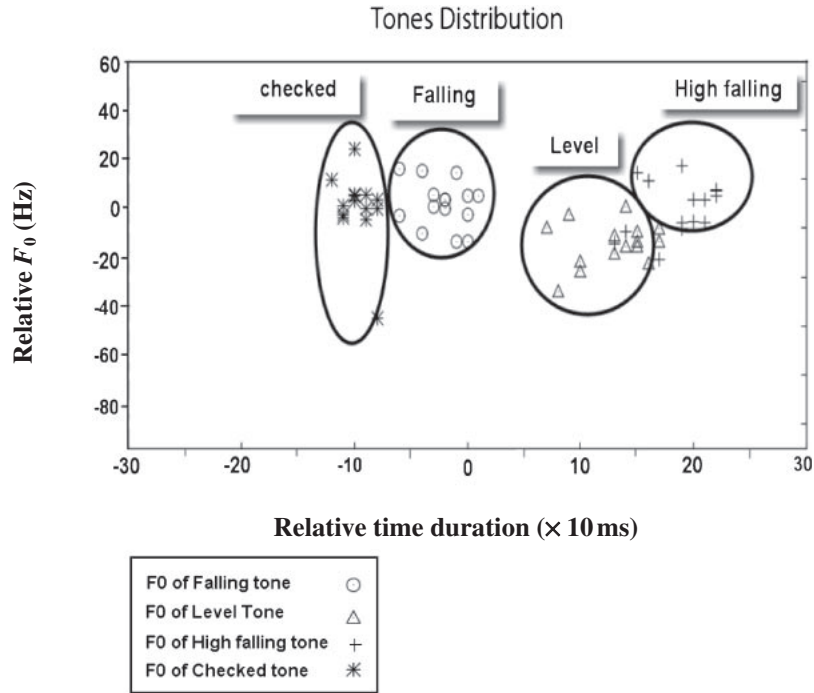 Tones Distribution
60
40
20
0
-20
-40
-60
-80
Relative F0 (Hz)
checked
Falling
Level
High falling
-30
-20
-10
0
10
20
30
Relative time duration (× 10 ms)
F0 of Falling tone
F0 of Level Tone
F0 of High falling tone
F0 of Checked tone